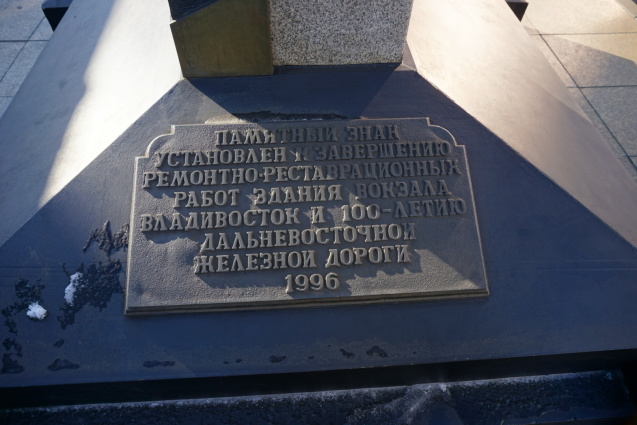 ПАМЯТНЫЙ ЗНАК
УСТАНОВЛЕН К ЗАВЕРШЕНИЮ
РЕМОНТНО-РЕСТАВРАЦИОННЫХ
РАБОТ ЗДАНИЯ ВОКЗАЛА
ВЛАДИВОСТОК И 100-ЛЕТИЮ
ДАЛЬНЕВОСТОЧНОЙ
ЖЕЛЕЗНОЙ ДОРОГИ
1996